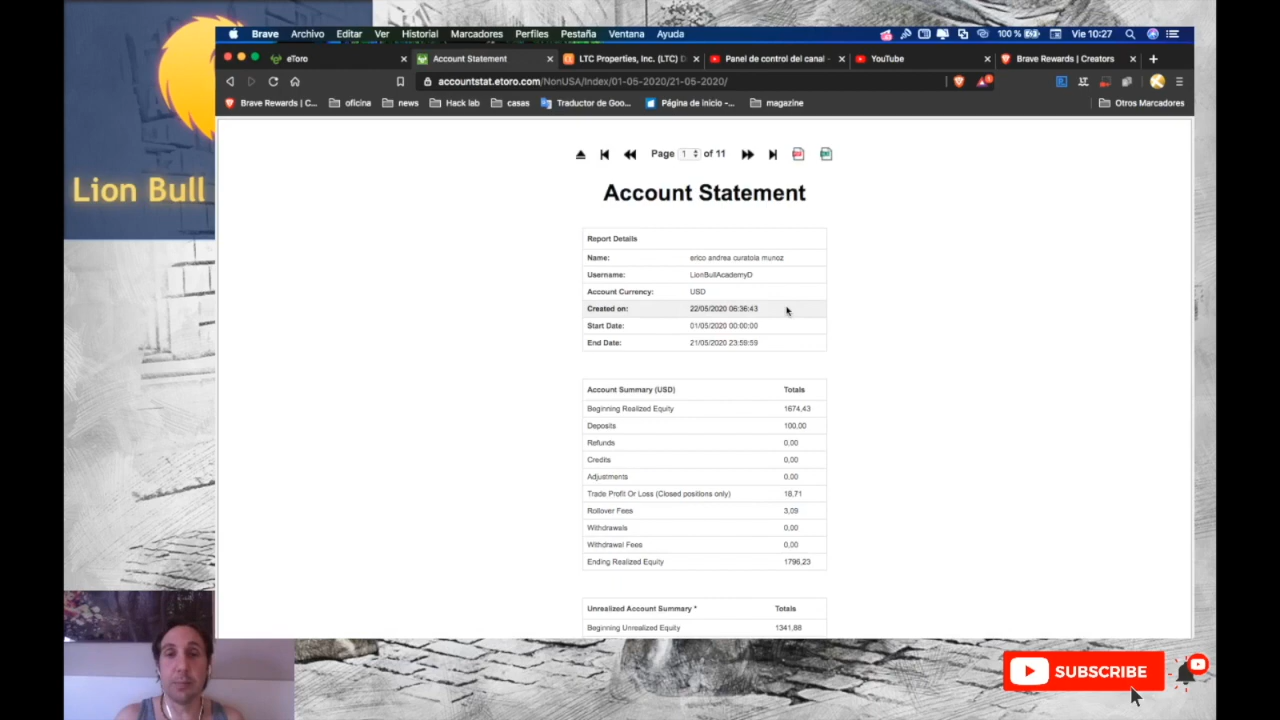 Brave Archivo Editar Ver Historial Marcadores Perfiles Pestaña Ventana Ayuda 100 % Vie 10:27
eToro × Account Statement × LTC Properties, Inc. (LTC) D × Panel de control del canal - × YouTube × Brave Rewards | Creators × +
accountstat.etoro.com/NonUSA/Index/01-05-2020/21-05-2020/
Brave Rewards | C... oficina news Hack lab casas Traductor de Goo... Página de inicio -... magazine Otros Marcadores
Lion Bull
Page 1 of 11
Account Statement
Report Details
Name: erico andrea curatola munoz
Username: LionBullAcademyD
Account Currency: USD
Created on: 22/05/2020 06:36:43
Start Date: 01/05/2020 00:00:00
End Date: 21/05/2020 23:59:59
Account Summary (USD) Totals
Beginning Realized Equity 1674,43
Deposits 100,00
Refunds 0,00
Credits 0,00
Adjustments 0,00
Trade Profit Or Loss (Closed positions only) 18,71
Rollover Fees 3,09
Withdrawals 0,00
Withdrawal Fees 0,00
Ending Realized Equity 1796,23
Unrealized Account Summary * Totals
Beginning Unrealized Equity 1341,88
SUBSCRIBE